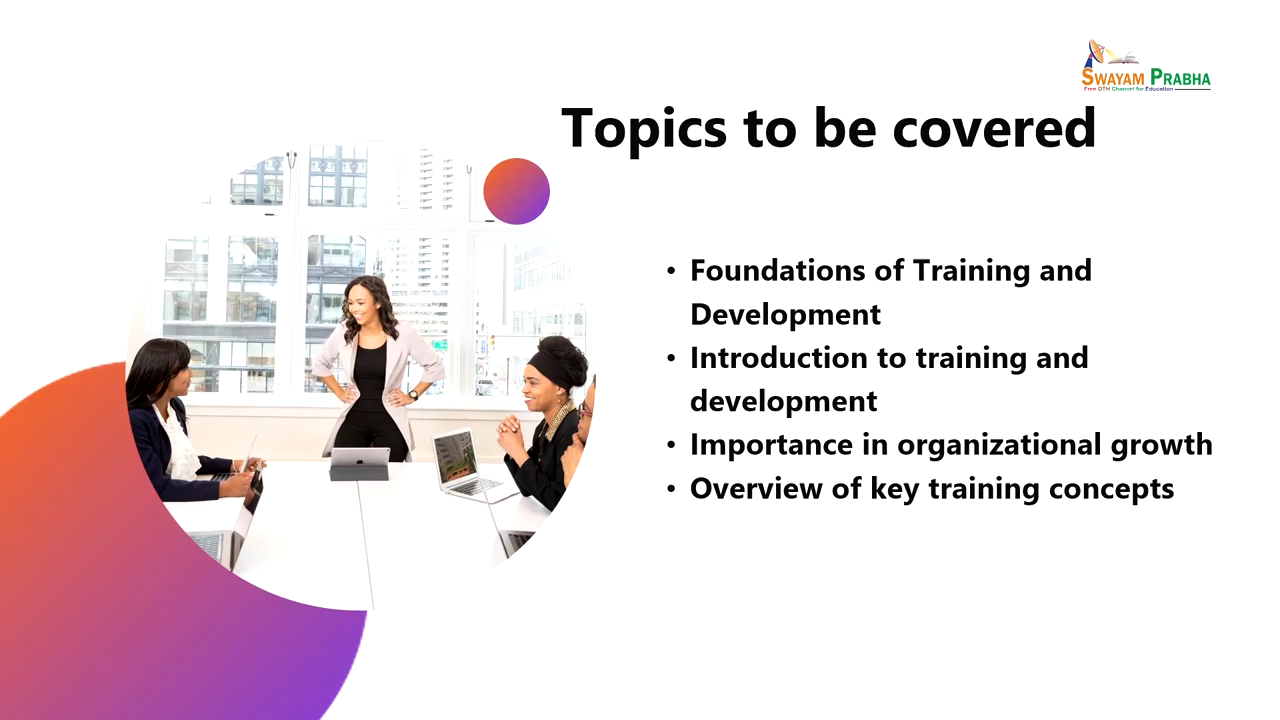 SWAYAM PRABHA
Free DTH Channel for Education
Topics to be covered
• Foundations of Training and
Development
• Introduction to training and
development
• Importance in organizational growth
• Overview of key training concepts